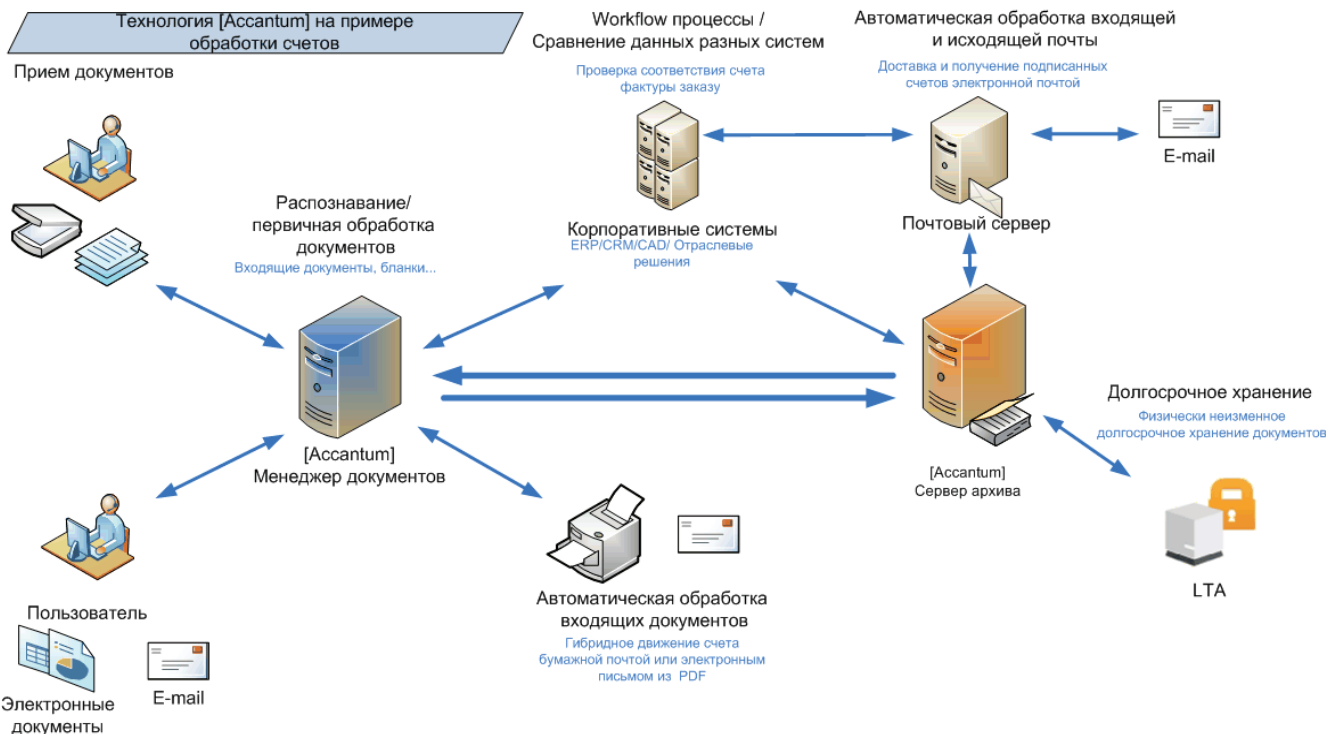 Технология [Accantum] на примере
обработки счетов
Прием документов
Workflow процессы /
Сравнение данных разных систем
Проверка соответствия счета
фактуры заказу
Автоматическая обработка входящей
и исходящей почты
Доставка и получение подписанных
счетов электронной почтой
E-mail
Распознавание/
первичная обработка
документов
Входящие документы, бланки...
Корпоративные системы
ERP/CRM/CAD/ Отраслевые
решения
Почтовый сервер
[Accantum]
Менеджер документов
[Accantum]
Сервер архива
Долгосрочное хранение
Физически неизменное
долгосрочное хранение документов
LTA
Пользователь
Электронные
документы
E-mail
Автоматическая обработка
входящих документов
Гибридное движение счета
бумажной почтой или электронным
письмом из PDF